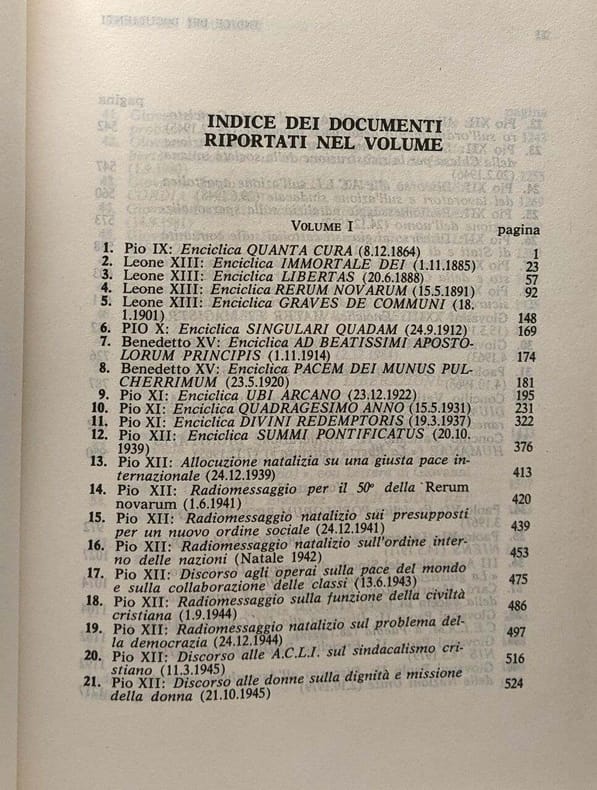 INDICE DEI DOCUMENTI
RIPORTATI NEL VOLUME
VOLUME I
pagina
1. Pio IX: Enciclica QUANTA CURA (8.12.1864) 1
2. Leone XIII: Enciclica IMMORTALE DEI (1.11.1885) 23
3. Leone XIII: Enciclica LIBERTAS (20.6.1888) 57
4. Leone XIII: Enciclica RERUM NOVARUM (15.5.1891) 92
5. Leone XIII: Enciclica GRAVES DE COMMUNI (18.
1.1901) 148
6. PIO X: Enciclica SINGULARI QUADAM (24.9.1912) 169
7. Benedetto XV: Enciclica AD BEATISSIMI APOSTO-
LORUM PRINCIPIS (1.11.1914) 174
8. Benedetto XV: Enciclica PACEM DEI MUNUS PUL-
CHERRIMUM (23.5.1920) 181
9. Pio XI: Enciclica UBI ARCANO (23.12.1922) 195
10. Pio XI: Enciclica QUADRAGESIMO ANNO (15.5.1931) 231
11. Pio XI: Enciclica DIVINI REDEMPTORIS (19.3.1937) 322
12. Pio XII: Enciclica SUMMI PONTIFICATUS (20.10.
1939) 376
13. Pio XII: Allocuzione natalizia su una giusta pace in-
ternazionale (24.12.1939) 413
14. Pio XII: Radiomessaggio per il 50° della Rerum
novarum (1.6.1941) 420
15. Pio XII: Radiomessaggio natalizio sui presupposti
per un nuovo ordine sociale (24.12.1941) 439
16. Pio XII: Radiomessaggio natalizio sull'ordine inter-
no delle nazioni (Natale 1942) 453
17. Pio XII: Discorso agli operai sulla pace del mondo
e sulla collaborazione delle classi (13.6.1943) 475
18. Pio XII: Radiomessaggio sulla funzione della civiltà
cristiana (1.9.1944) 486
19. Pio XII: Radiomessaggio natalizio sul problema del-
la democrazia (24.12.1944) 497
20. Pio XII: Discorso alle A.C.L.I. sul sindacalismo cri-
stiano (11.3.1945) 516
21. Pio XII: Discorso alle donne sulla dignità e missione
della donna (21.10.1945) 524